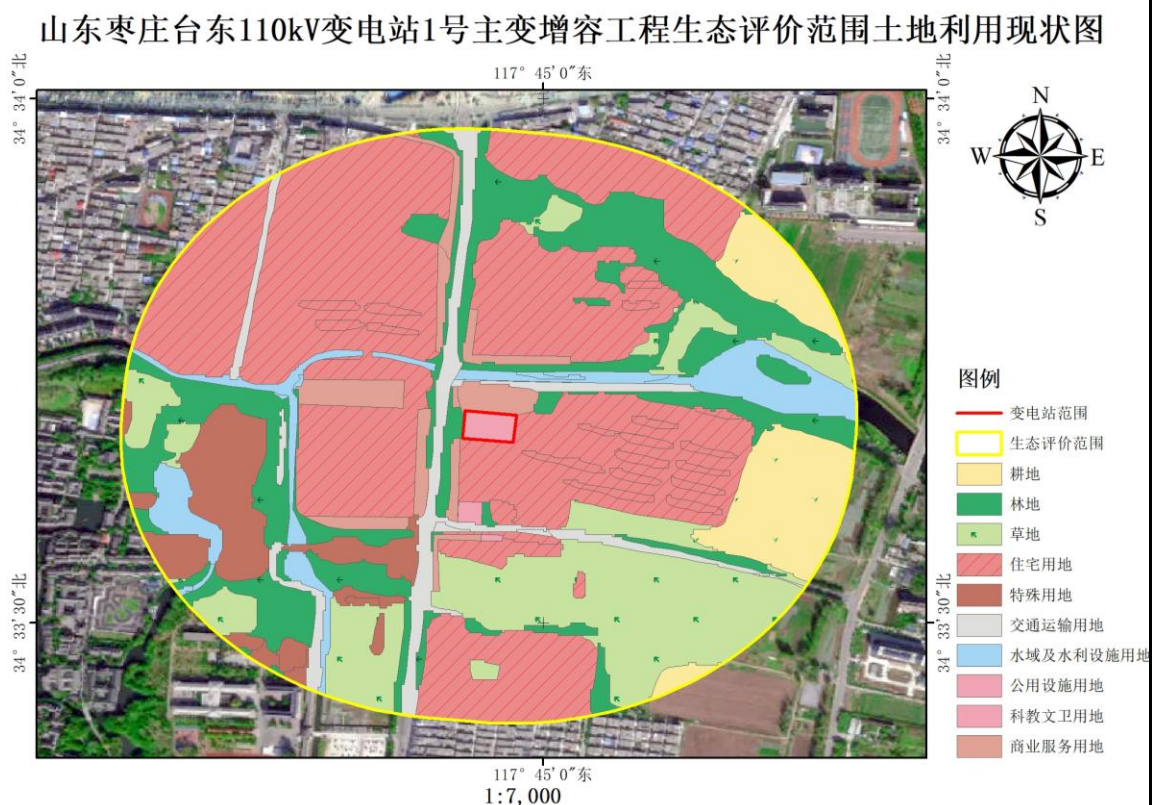 山东枣庄台东110kV变电站1号主变增容工程生态评价范围土地利用现状图
117° 45'0"东
34° 34'0"北
34° 34'0"北
N
W
E
S
图例
变电站范围
生态评价范围
耕地
林地
草地
住宅用地
特殊用地
交通运输用地
水域及水利设施用地
公用设施用地
科教文卫用地
商业服务用地
34° 33'30"北
34° 33'30"北
117° 45'0"东
1:7,000